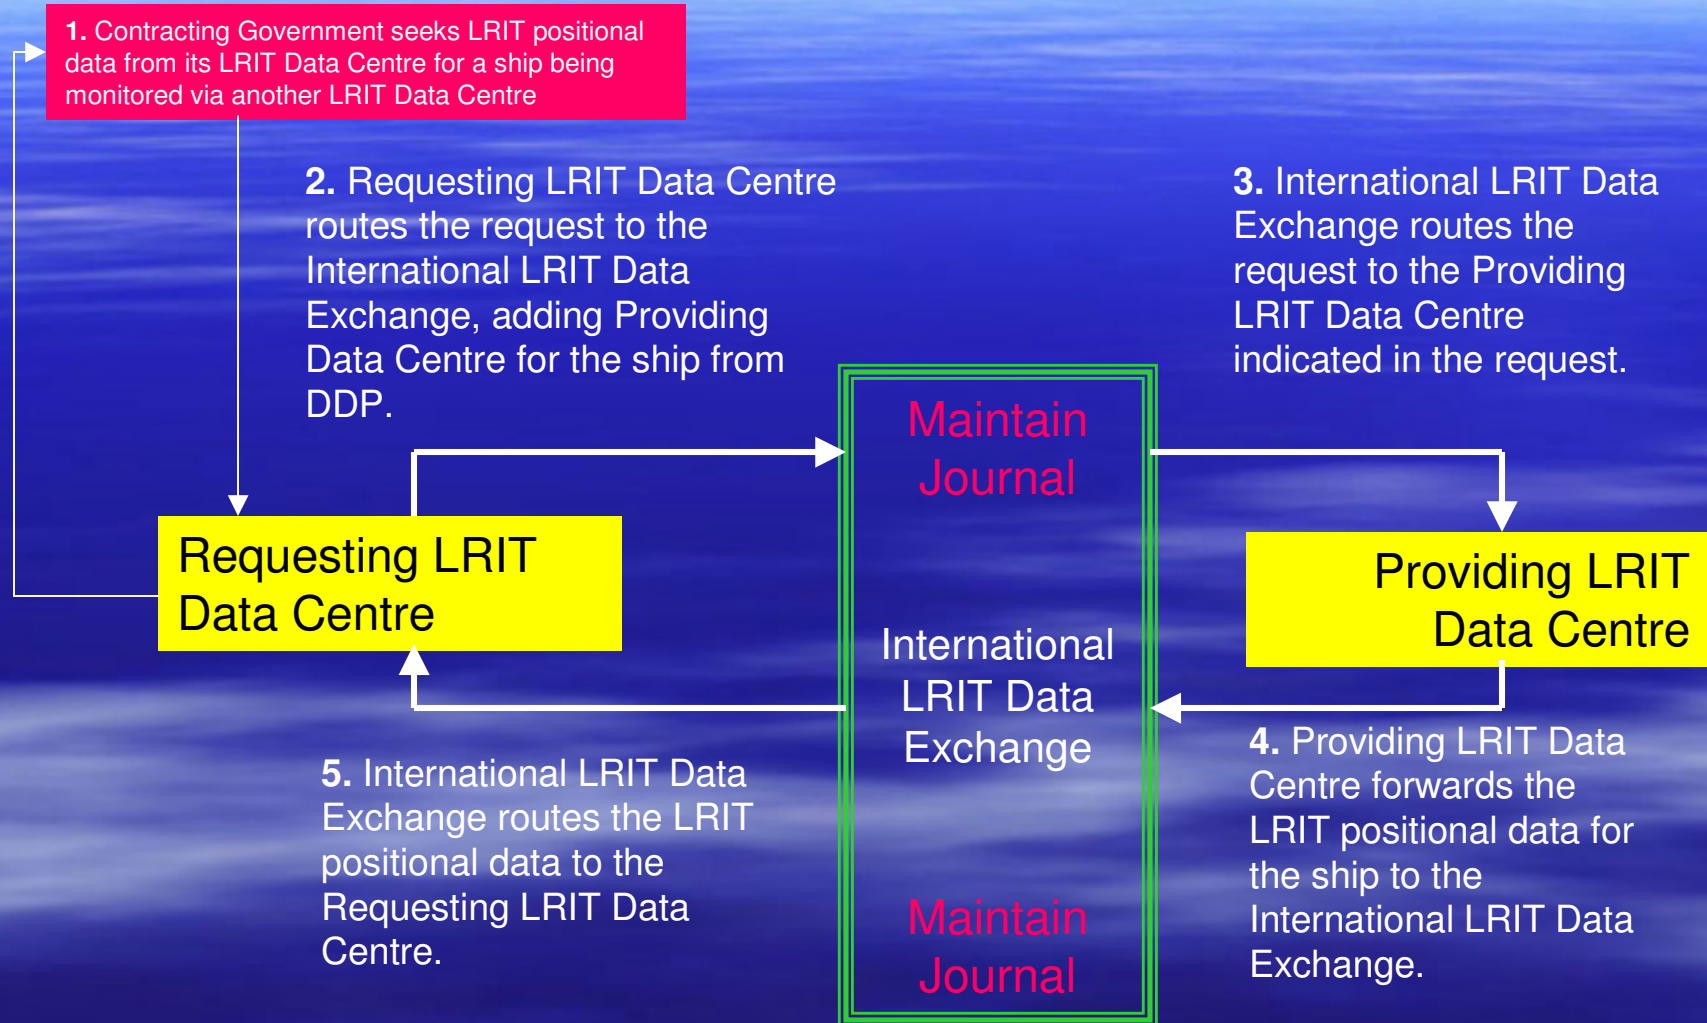 1. Contracting Government seeks LRIT positional
data from its LRIT Data Centre for a ship being
monitored via another LRIT Data Centre
2. Requesting LRIT Data Centre
routes the request to the
International LRIT Data
Exchange, adding Providing
Data Centre for the ship from
DDP.
3. International LRIT Data
Exchange routes the
request to the Providing
LRIT Data Centre
indicated in the request.
Maintain
Journal
Requesting LRIT
Data Centre
International
LRIT Data
Exchange
Providing LRIT
Data Centre
4. Providing LRIT Data
Centre forwards the
LRIT positional data for
the ship to the
International LRIT Data
Exchange.
5. International LRIT Data
Exchange routes the LRIT
positional data to the
Requesting LRIT Data
Centre.
Maintain
Journal